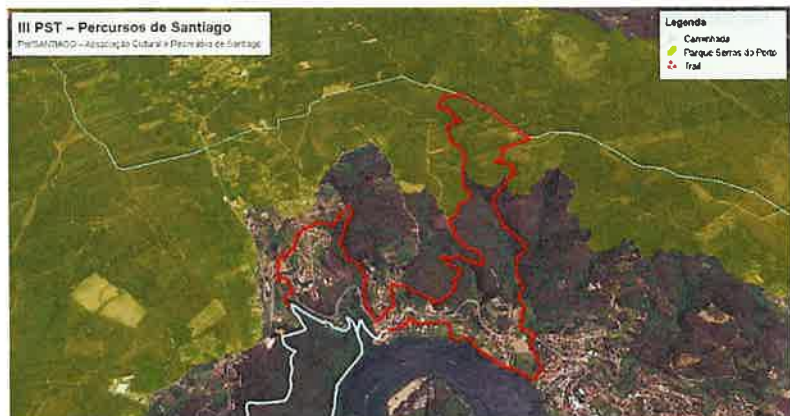 III PST – Percursos de Santiago
PerSANTIAGO – Associação Cultural e Recreativa de Santiago
Legenda
Caminhada
Parque Serras do Porto
Trail